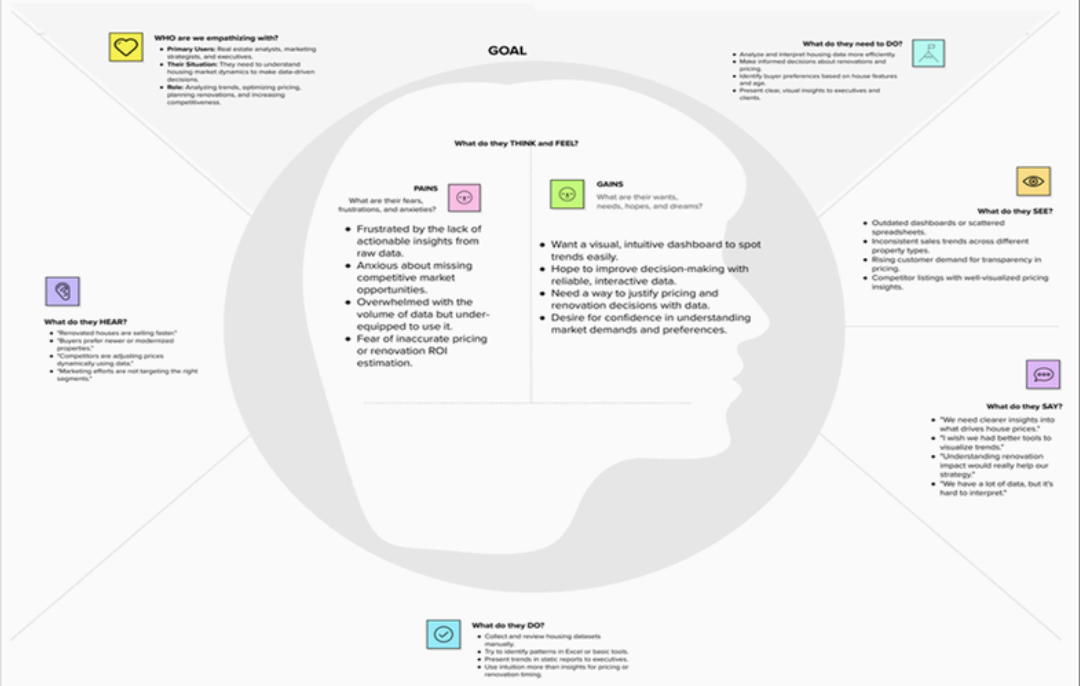 GOAL
WHO are we empathizing with?
• Primary Users: Real estate analysts, marketing
strategists, and executives.
• Their Situation: They need to understand
housing market dynamics to make data-driven
decisions.
• Role: Analyzing trends, optimizing pricing,
planning renovations, and increasing
competitiveness.
What do they need to DO?
• Analyze and interpret housing data more efficiently.
• Make informed decisions about renovations and
pricing.
• Identify buyer preferences based on house features
and age.
• Present clear, visual insights to executives and
clients.
What do they THINK and FEEL?
PAINS
What are their fears,
frustrations, and anxieties?
• Frustrated by the lack of
actionable insights from
raw data.
• Anxious about missing
competitive market
opportunities.
• Overwhelmed with the
volume of data but under-
equipped to use it.
• Fear of inaccurate pricing
or renovation ROI
estimation.
GAINS
What are their wants,
needs, hopes, and dreams?
• Want a visual, intuitive dashboard to spot
trends easily.
• Hope to improve decision-making with
reliable, interactive data.
• Need a way to justify pricing and
renovation decisions with data.
• Desire for confidence in understanding
market demands and preferences.
What do they SEE?
• Outdated dashboards or scattered
spreadsheets.
• Inconsistent sales trends across different
property types.
• Rising customer demand for transparency in
pricing.
• Competitor listings with well-visualized pricing
insights.
What do they HEAR?
• "Renovated houses are selling faster."
• "Buyers prefer newer or modernized
properties."
• "Competitors are adjusting prices
dynamically using data."
• "Marketing efforts are not targeting the right
segments."
What do they SAY?
• "We need clearer insights into
what drives house prices."
• "I wish we had better tools to
visualize trends."
• "Understanding renovation
impact would really help our
strategy."
• "We have a lot of data, but it's
hard to interpret."
What do they DO?
• Collect and review housing datasets
manually.
• Try to identify patterns in Excel or basic tools.
• Present trends in static reports to executives.
• Use intuition more than insights for pricing or
renovation timing.